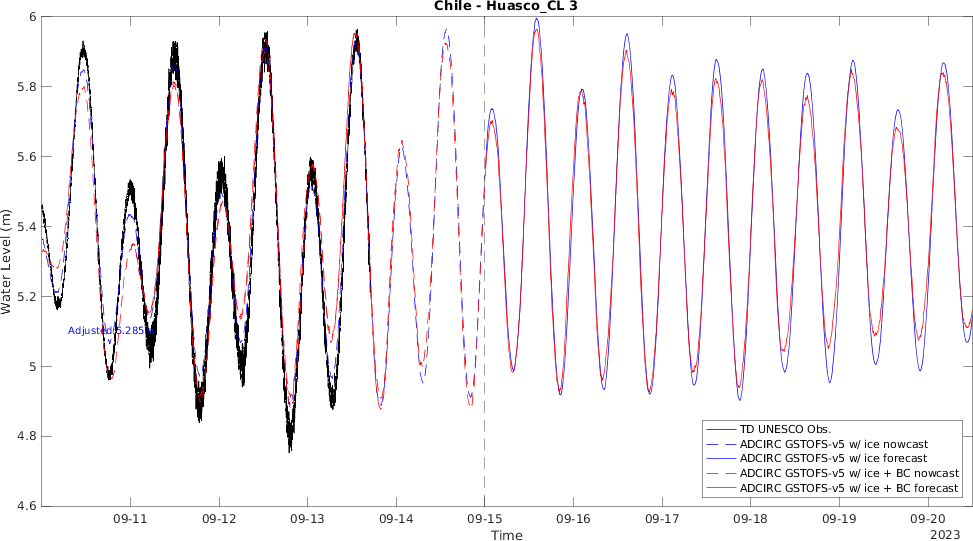 Chile - Huasco_CL 3
6
5.8
5.6
5.4
5.2
5
4.8
4.6
Water Level (m)
09-11
09-12
09-13
09-14
09-15
09-16
09-17
09-18
09-19
09-20
Time
2023
TD UNESCO Obs.
ADCIRC GSTOFS-v5 w/ ice nowcast
ADCIRC GSTOFS-v5 w/ ice forecast
ADCIRC GSTOFS-v5 w/ ice + BC nowcast
ADCIRC GSTOFS-v5 w/ ice + BC forecast